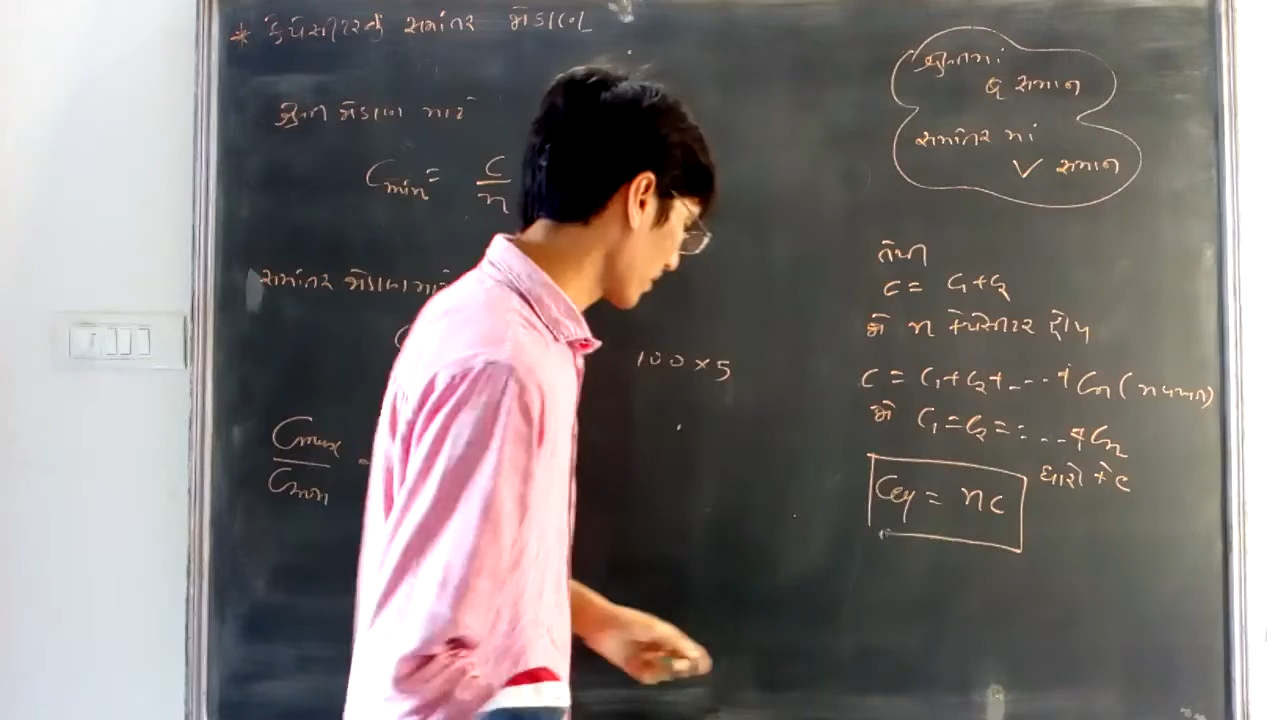 * કેપેસીટરનું સમાંતર જોડાણ
શ્રેણી જોડાણ માટે
Cmin = C/n
સમાંતર જોડાણ માટે
Cmax/Cmin =
100 × 5
શ્રેણીમાં
Q સમાન
સમાંતર માં
V સમાન
તેથી
C = C₁+C₂
જો n કેપેસીટર હોય
C = C₁+C₂+---+Cn (n પદ)
જો C₁=C₂=:...=Cn
ધારો કે C
Ceq = nC